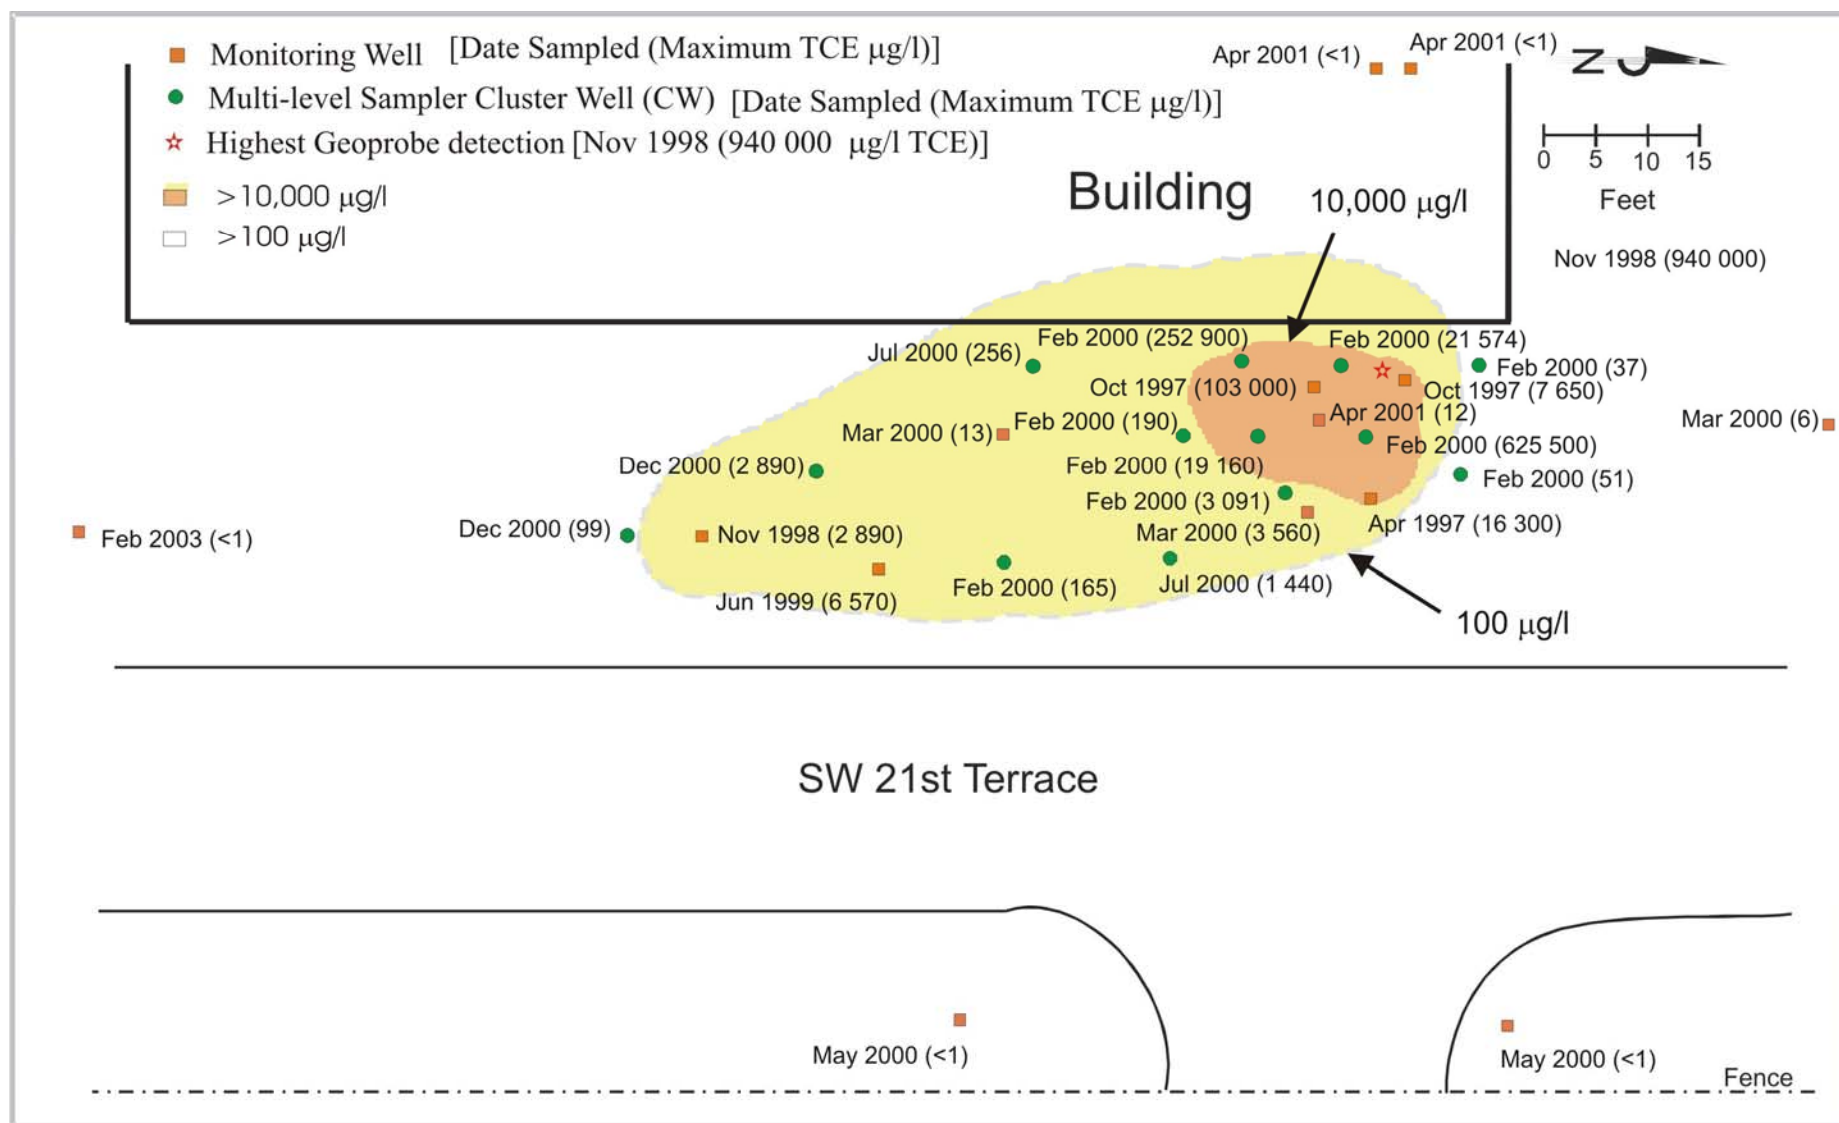 Monitoring Well [Date Sampled (Maximum TCE μg/l)]
Multi-level Sampler Cluster Well (CW) [Date Sampled (Maximum TCE μg/l)]
Highest Geoprobe detection [Nov 1998 (940 000 μg/l TCE)]
>10,000 μg/l
>100 μg/l
Apr 2001 (<1)
Apr 2001 (<1)
N
0 5 10 15
Feet
Building
10,000 μg/l
Nov 1998 (940 000)
Feb 2000 (252 900)
Feb 2000 (21 574)
Jul 2000 (256)
Feb 2000 (37)
Oct 1997 (103 000)
Oct 1997 (7 650)
Apr 2001 (12)
Mar 2000 (6)
Feb 2000 (190)
Mar 2000 (13)
Feb 2000 (625 500)
Dec 2000 (2 890)
Feb 2000 (19 160)
Feb 2000 (51)
Feb 2000 (3 091)
Apr 1997 (16 300)
Feb 2003 (<1)
Dec 2000 (99)
Nov 1998 (2 890)
Mar 2000 (3 560)
Feb 2000 (165)
Jul 2000 (1 440)
Jun 1999 (6 570)
100 μg/l
SW 21st Terrace
May 2000 (<1)
May 2000 (<1)
Fence